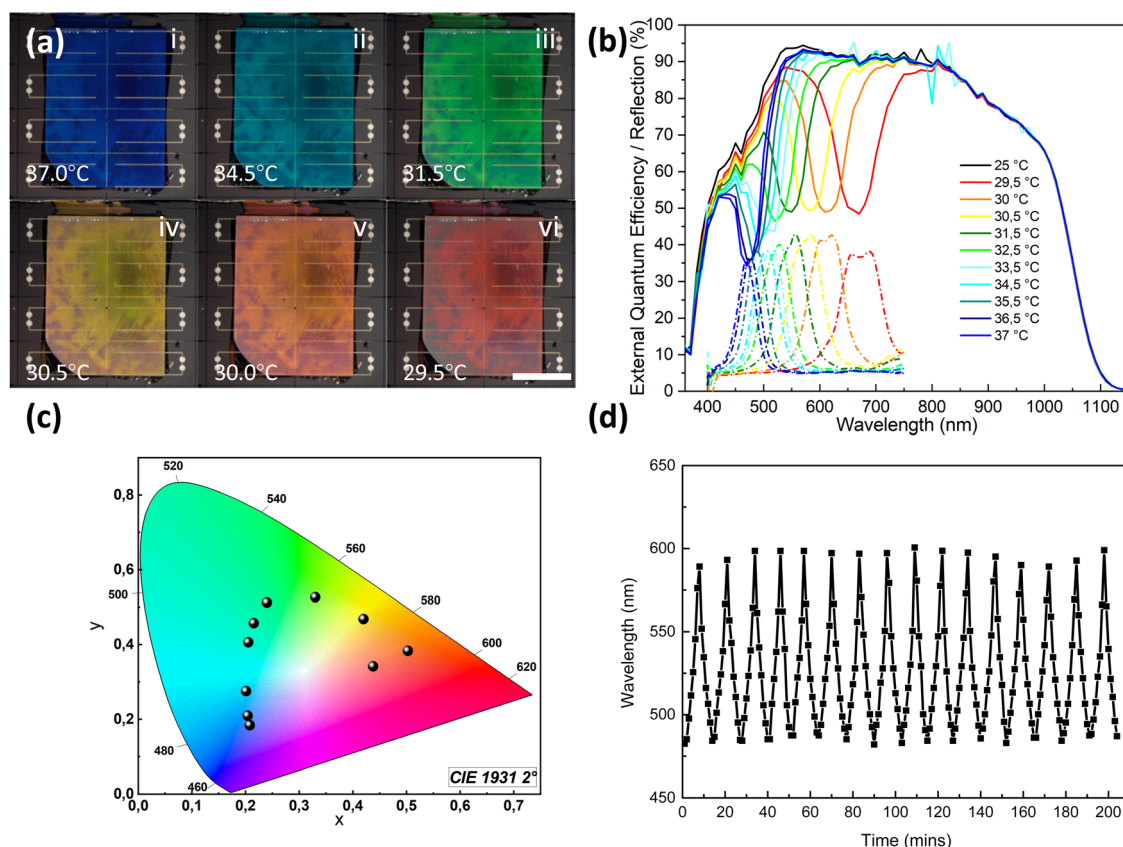 (a)
i
ii
iii
37.0°C
34.5°C
31.5°C
iv
v
vi
30.5°C
30.0°C
29.5°C
(b)
External Quantum Efficiency / Reflection (%)
100
90
80
70
60
50
40
30
20
10
0
25 °C
29,5 °C
30 °C
30,5 °C
31,5 °C
32,5 °C
33,5 °C
34,5 °C
35,5 °C
36,5 °C
37 °C
400 500 600 700 800 900 1000 1100
Wavelength (nm)
(c)
y
0,8
0,6
0,4
0,2
0,0
520
540
560
500
580
600
620
480
460
CIE 1931 2°
0,0 0,1 0,2 0,3 0,4 0,5 0,6 0,7
x
(d)
Wavelength (nm)
650
600
550
500
450
0 20 40 60 80 100 120 140 160 180 200
Time (mins)